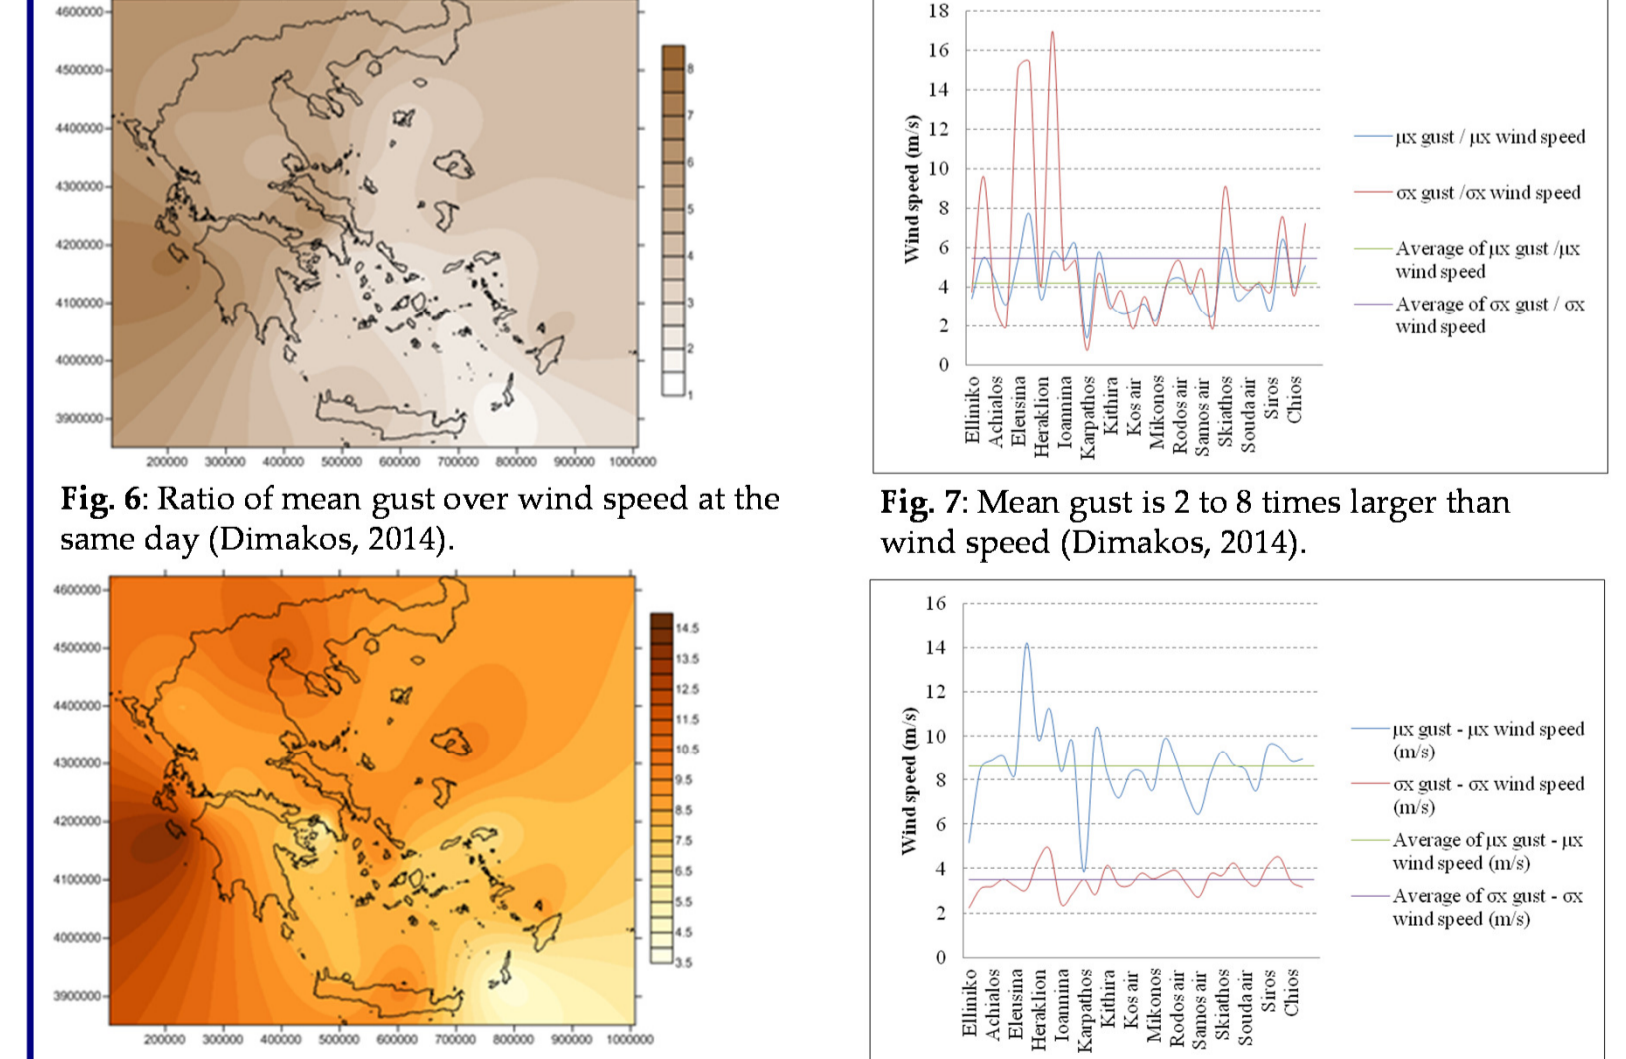 4600000
4500000
4400000
4300000
4200000
4100000
4000000
3900000
200000 300000 400000 500000 600000 700000 800000 900000 1000000
8
7
6
5
4
3
2
1
Fig. 6: Ratio of mean gust over wind speed at the
same day (Dimakos, 2014).
Wind speed (m/s)
18
16
14
12
10
8
6
4
2
0
Elliniko
Achialos
Eleusina
Heraklion
Ioannina
Karpathos
Kithira
Kos air
Mikonos
Rodos air
Samos air
Skiathos
Souda air
Siros
Chios
μx gust / μx wind speed
σx gust /σx wind speed
Average of μx gust /μx
wind speed
Average of σx gust / σx
wind speed
Fig. 7: Mean gust is 2 to 8 times larger than
wind speed (Dimakos, 2014).
4600000
4500000
4400000
4300000
4200000
4100000
4000000
3900000
200000 300000 400000 500000 600000 700000 800000 900000 1000000
14.5
13.5
12.5
11.5
10.5
9.5
8.5
7.5
6.5
5.5
4.5
3.5
Wind speed (m/s)
16
14
12
10
8
6
4
2
0
Elliniko
Achialos
Eleusina
Heraklion
Ioannina
Karpathos
Kithira
Kos air
Mikonos
Rodos air
Samos air
Skiathos
Souda air
Siros
Chios
μx gust - μx wind speed
(m/s)
σx gust - σx wind speed
(m/s)
Average of μx gust - μx
wind speed (m/s)
Average of σx gust - σx
wind speed (m/s)